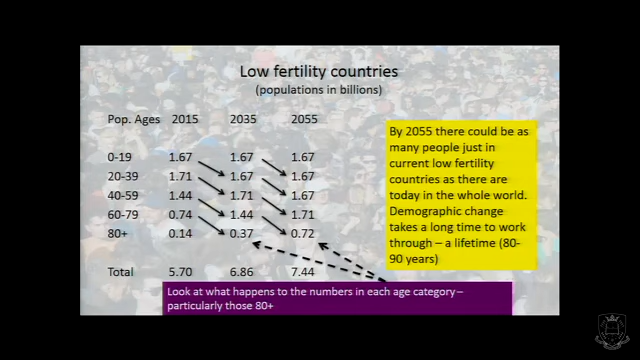 Low fertility countries
(populations in billions)
Pop. Ages 2015 2035 2055
0-19 1.67 1.67 1.67
20-39 1.71 1.67 1.67
40-59 1.44 1.71 1.67
60-79 0.74 1.44 1.71
80+ 0.14 0.37 0.72
Total 5.70 6.86 7.44
By 2055 there could be as
many people just in
current low fertility
countries as there are
today in the whole world.
Demographic change
takes a long time to work
through – a lifetime (80-
90 years)
Look at what happens to the numbers in each age category –
particularly those 80+